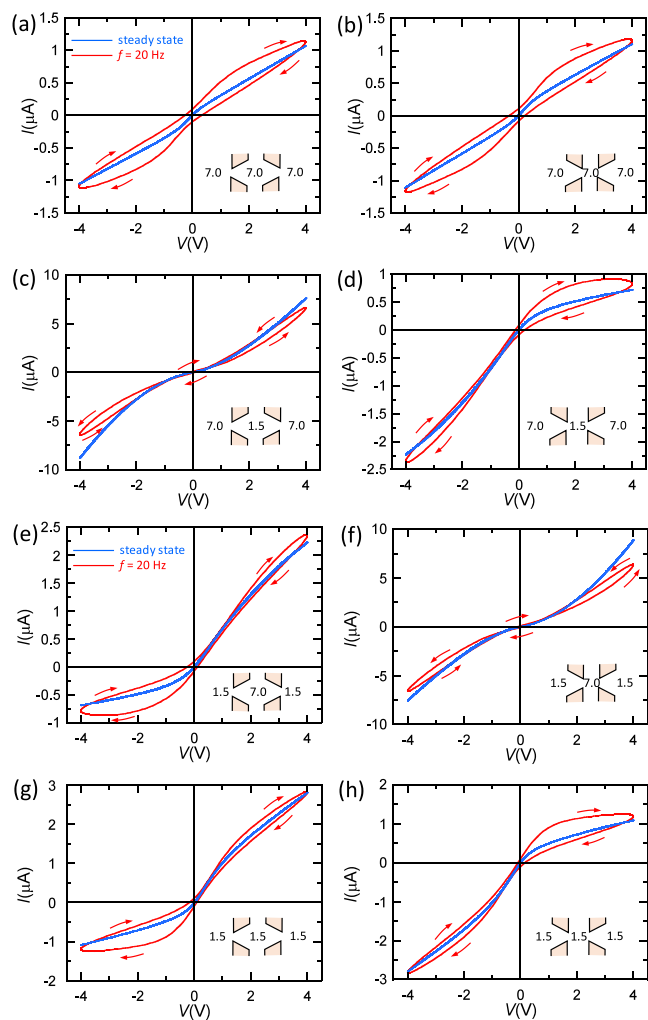 (a)
steady state
f = 20 Hz
I(μA)
1.5
1
0.5
0
-0.5
-1
-1.5
7.0 7.0 7.0
-4 -2 0 2 4
V(V)
(b)
I(μA)
1.5
1
0.5
0
-0.5
-1
-1.5
7.0 7.0 7.0
-4 -2 0 2 4
V(V)
(c)
I(μA)
10
5
0
-5
-10
7.0 1.5 7.0
-4 -2 0 2 4
V(V)
(d)
I(μA)
1
0.5
0
-0.5
-1
-1.5
-2
-2.5
7.0 1.5 7.0
-4 -2 0 2 4
V(V)
(e)
steady state
f = 20 Hz
I(μA)
2.5
2
1.5
1
0.5
0
-0.5
-1
1.5 7.0 1.5
-4 -2 0 2 4
V(V)
(f)
I(μA)
10
5
0
-5
-10
1.5 7.0 1.5
-4 -2 0 2 4
V(V)
(g)
I(μA)
3
2
1
0
-1
-2
1.5 1.5 1.5
-4 -2 0 2 4
V(V)
(h)
I(μA)
3
2
1
0
-1
-2
-3
1.5 1.5 1.5
-4 -2 0 2 4
V(V)